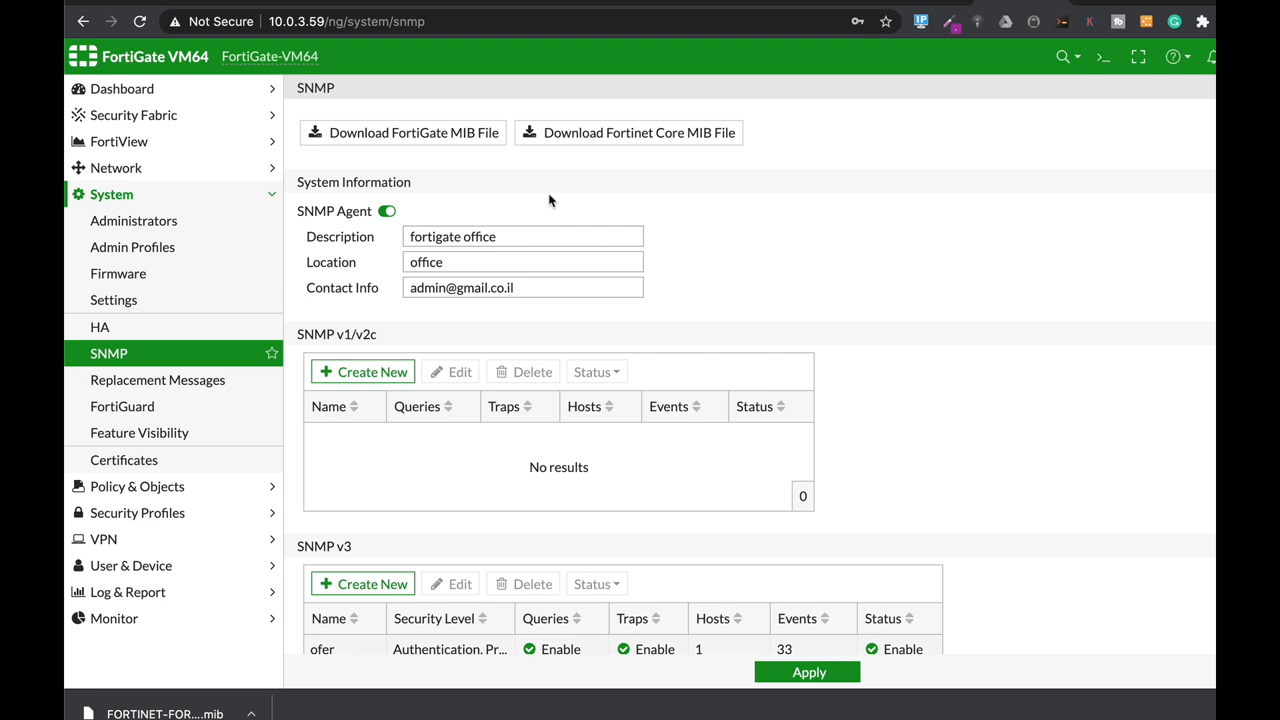 Not Secure | 10.0.3.59/ng/system/snmp
FortiGate VM64 FortiGate-VM64
Dashboard
Security Fabric
FortiView
Network
System
Administrators
Admin Profiles
Firmware
Settings
HA
SNMP
Replacement Messages
FortiGuard
Feature Visibility
Certificates
Policy & Objects
Security Profiles
VPN
User & Device
Log & Report
Monitor
SNMP
Download FortiGate MIB File Download Fortinet Core MIB File
System Information
SNMP Agent
Description fortigate office
Location office
Contact Info admin@gmail.co.il
SNMP v1/v2c
+ Create New Edit Delete Status
Name Queries Traps Hosts Events Status
No results
0
SNMP v3
+ Create New Edit Delete Status
Name Security Level Queries Traps Hosts Events Status
ofer Authentication, Pr... Enable Enable 1 33 Enable
Apply
FORTINET-FOR....mib